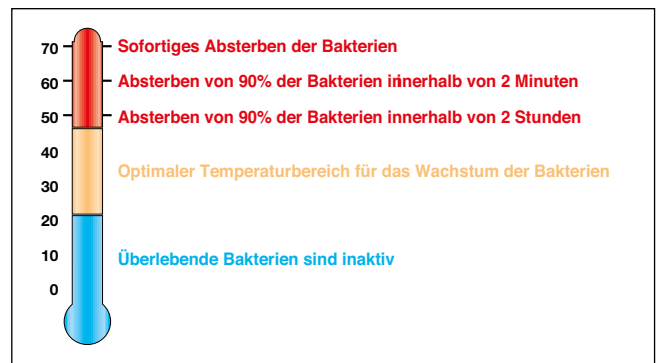 70 Sofortiges Absterben der Bakterien
60 Absterben von 90% der Bakterien innerhalb von 2 Minuten
50 Absterben von 90% der Bakterien innerhalb von 2 Stunden
40
Optimaler Temperaturbereich für das Wachstum der Bakterien
30
20
10 Überlebende Bakterien sind inaktiv
0